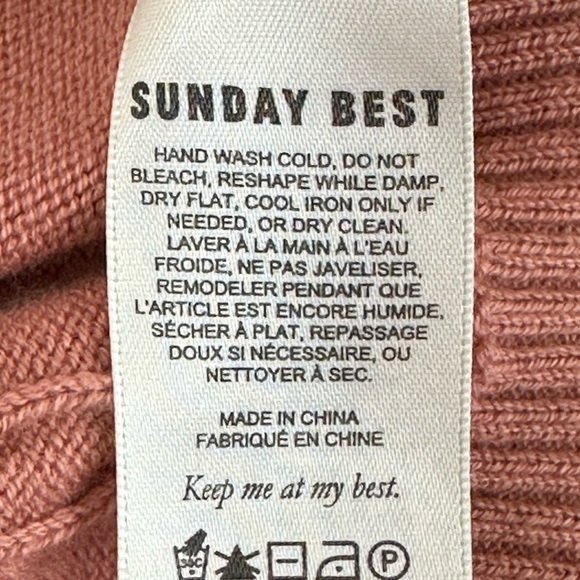 SUNDAY BEST
HAND WASH COLD, DO NOT
BLEACH, RESHAPE WHILE DAMP,
DRY FLAT, COOL IRON ONLY IF
NEEDED, OR DRY CLEAN.
LAVER À LA MAIN À L'EAU
FROIDE, NE PAS JAVELISER,
REMODELER PENDANT QUE
L'ARTICLE EST ENCORE HUMIDE,
SÉCHER À PLAT, REPASSAGE
DOUX SI NÉCESSAIRE, OU
NETTOYER À SEC.
MADE IN CHINA
FABRIQUÉ EN CHINE
Keep me at my best.
30C P